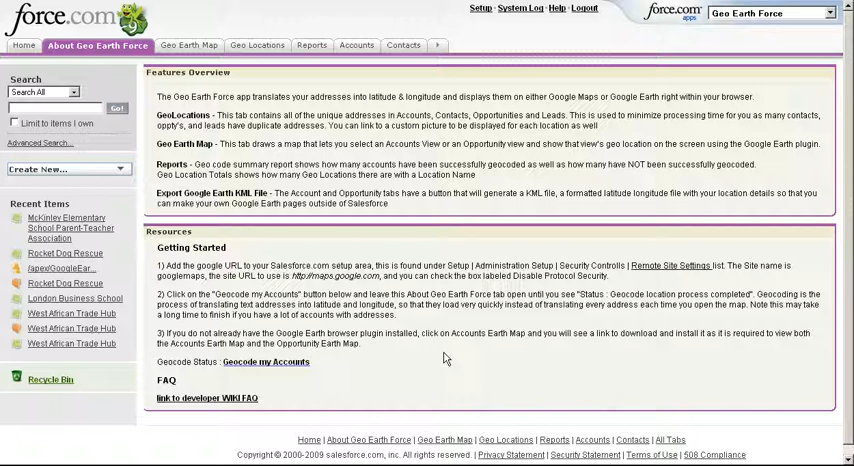 force.com
9
Setup · System Log · Help · Logout
force.com
apps
Geo Earth Force
Home
About Geo Earth Force
Geo Earth Map
Geo Locations
Reports
Accounts
Contacts
Search
Search All
Go!
Limit to items I own
Advanced Search...
Create New...
Recent Items
McKinley Elementary
School Parent-Teacher
Association
Rocket Dog Rescue
/apex/GoogleEar...
Rocket Dog Rescue
London Business School
West African Trade Hub
West African Trade Hub
West African Trade Hub
Recycle Bin
Features Overview
The Geo Earth Force app translates your addresses into latitude & longitude and displays them on either Google Maps or Google Earth right within your browser.
GeoLocations - This tab contains all of the unique addresses in Accounts, Contacts, Opportunities and Leads. This is used to minimize processing time for you as many contacts,
oppty's, and leads have duplicate addresses. You can link to a custom picture to be displayed for each location as well
Geo Earth Map - This tab draws a map that lets you select an Accounts View or an Opportunity view and show that view's geo location on the screen using the Google Earth plugin.
Reports - Geo code summary report shows how many accounts have been successfully geocoded as well as how many have NOT been successfully geocoded.
Geo Location Totals shows how many Geo Locations there are with a Location Name
Export Google Earth KML File - The Account and Opportunity tabs have a button that will generate a KML file, a formatted latitude longitude file with your location details so that you
can make your own Google Earth pages outside of Salesforce
Resources
Getting Started
1) Add the google URL to your Salesforce.com setup area, this is found under Setup | Administration Setup | Security Controlls | Remote Site Settings list. The Site name is
googlemaps, the site URL to use is http://maps.google.com, and you can check the box labeled Disable Protocol Security.
2) Click on the "Geocode my Accounts" button below and leave this About Geo Earth Force tab open until you see "Status : Geocode location process completed". Geocoding is the
process of translating text addresses into latitude and longitude, so that they load very quickly instead of translating every address each time you open the map. Note this may take
a long time to finish if you have a lot of accounts with addresses.
3) If you do not already have the Google Earth browser plugin installed, click on Accounts Earth Map and you will see a link to download and install it as it is required to view both
the Accounts Earth Map and the Opportunity Earth Map.
Geocode Status : Geocode my Accounts
FAQ
link to developer WIKI FAQ
Home | About Geo Earth Force | Geo Earth Map | Geo Locations | Reports | Accounts | Contacts | All Tabs
Copyright © 2000-2009 salesforce.com, inc. All rights reserved. | Privacy Statement | Security Statement | Terms of Use | 508 Compliance